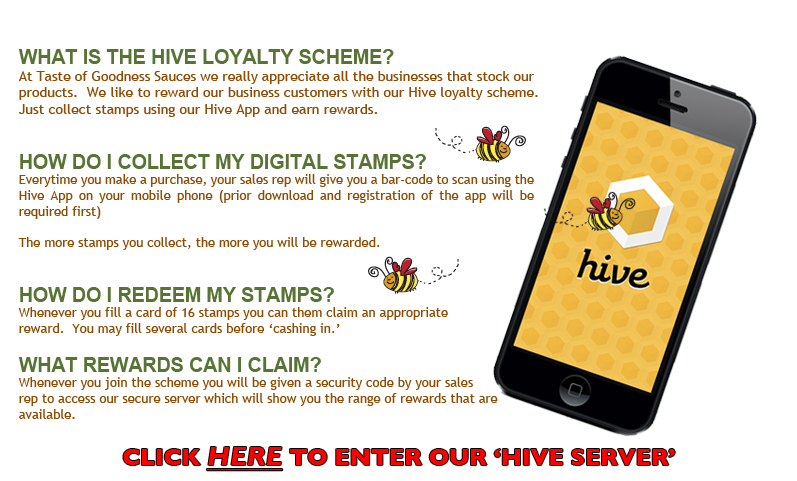 WHAT IS THE HIVE LOYALTY SCHEME?
At Taste of Goodness Sauces we really appreciate all the businesses that stock our
products. We like to reward our business customers with our Hive loyalty scheme.
Just collect stamps using our Hive App and earn rewards.
HOW DO I COLLECT MY DIGITAL STAMPS?
Everytime you make a purchase, your sales rep will give you a bar-code to scan using the
Hive App on your mobile phone (prior download and registration of the app will be
required first)
The more stamps you collect, the more you will be rewarded.
HOW DO I REDEEM MY STAMPS?
Whenever you fill a card of 16 stamps you can them claim an appropriate
reward. You may fill several cards before ‘cashing in.’
WHAT REWARDS CAN I CLAIM?
Whenever you join the scheme you will be given a security code by your sales
rep to access our secure server which will show you the range of rewards that are
available.
CLICK HERE TO ENTER OUR ‘HIVE SERVER’
hive